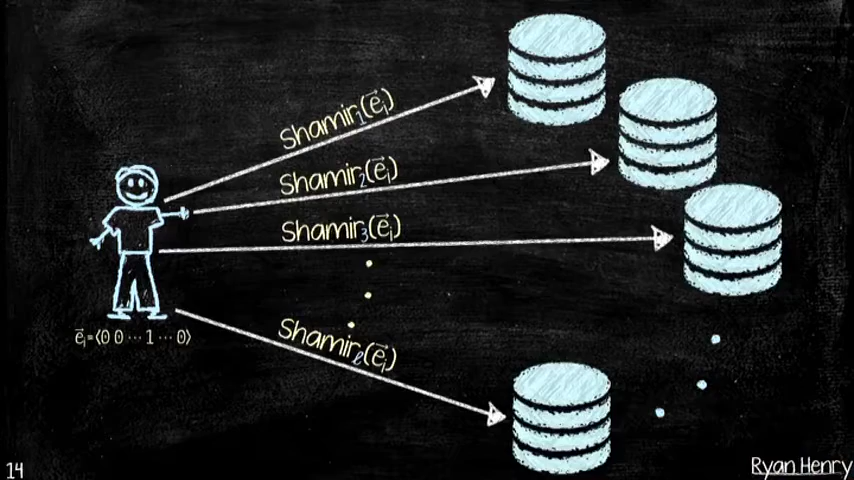 Shamir₁(e⃗ᵢ)
Shamir₂(e⃗ᵢ)
Shamir₃(e⃗ᵢ)
Shamirℓ(e⃗ᵢ)
e⃗ᵢ=⟨0 0 ⋯ 1 ⋯ 0⟩
14
Ryan Henry